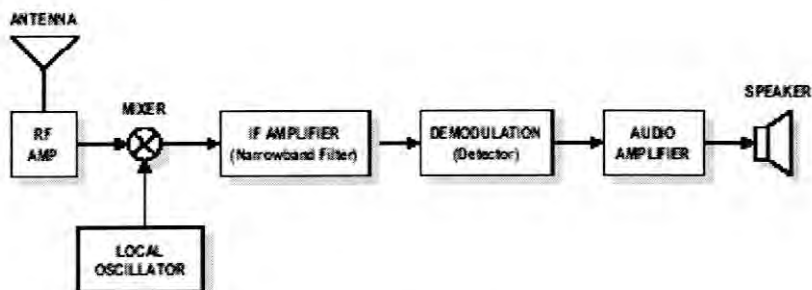 ANTENNA
RF
AMP
MIXER
LOCAL
OSCILLATOR
IF AMPLIFIER
(Narrowband Filter)
DEMODULATION
(Detector)
AUDIO
AMPLIFIER
SPEAKER